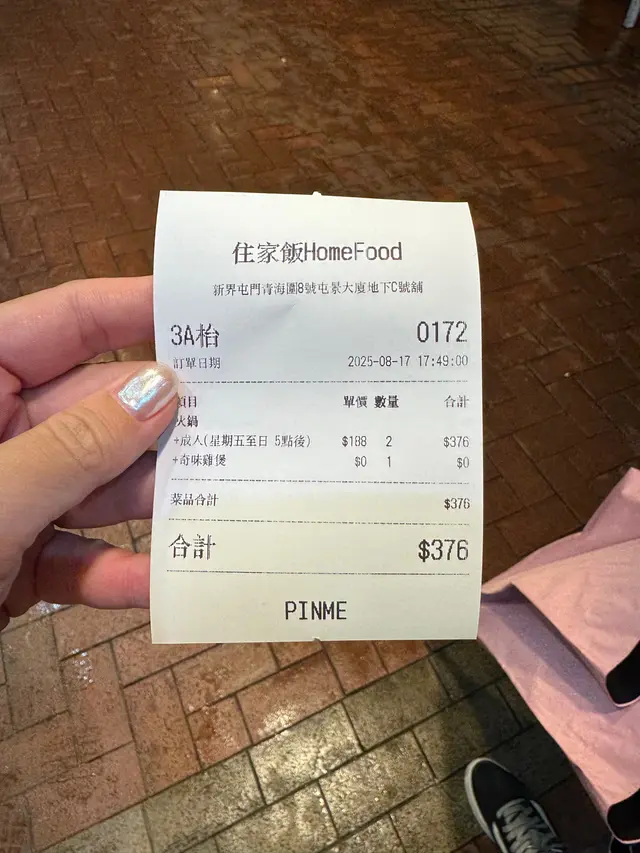 住家飯HomeFood
新界屯門青海圍8號屯景大廈地下C號舖
3A枱 0172
訂單日期 2025-08-17 17:49:00
項目 單價 數量 合計
火鍋
+成人(星期五至日 5點後) $188 2 $376
+奇味雞煲 $0 1 $0
菜品合計 $376
合計 $376
PINME